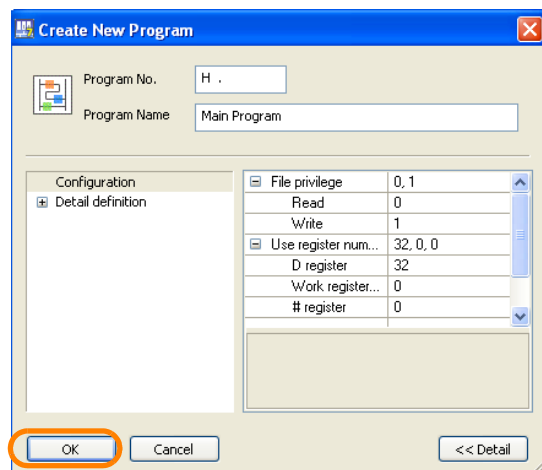 Create New Program
Program No. H .
Program Name Main Program
Configuration
Detail definition
File privilege 0, 1
Read 0
Write 1
Use register num... 32, 0, 0
D register 32
Work register... 0
# register 0
OK Cancel << Detail